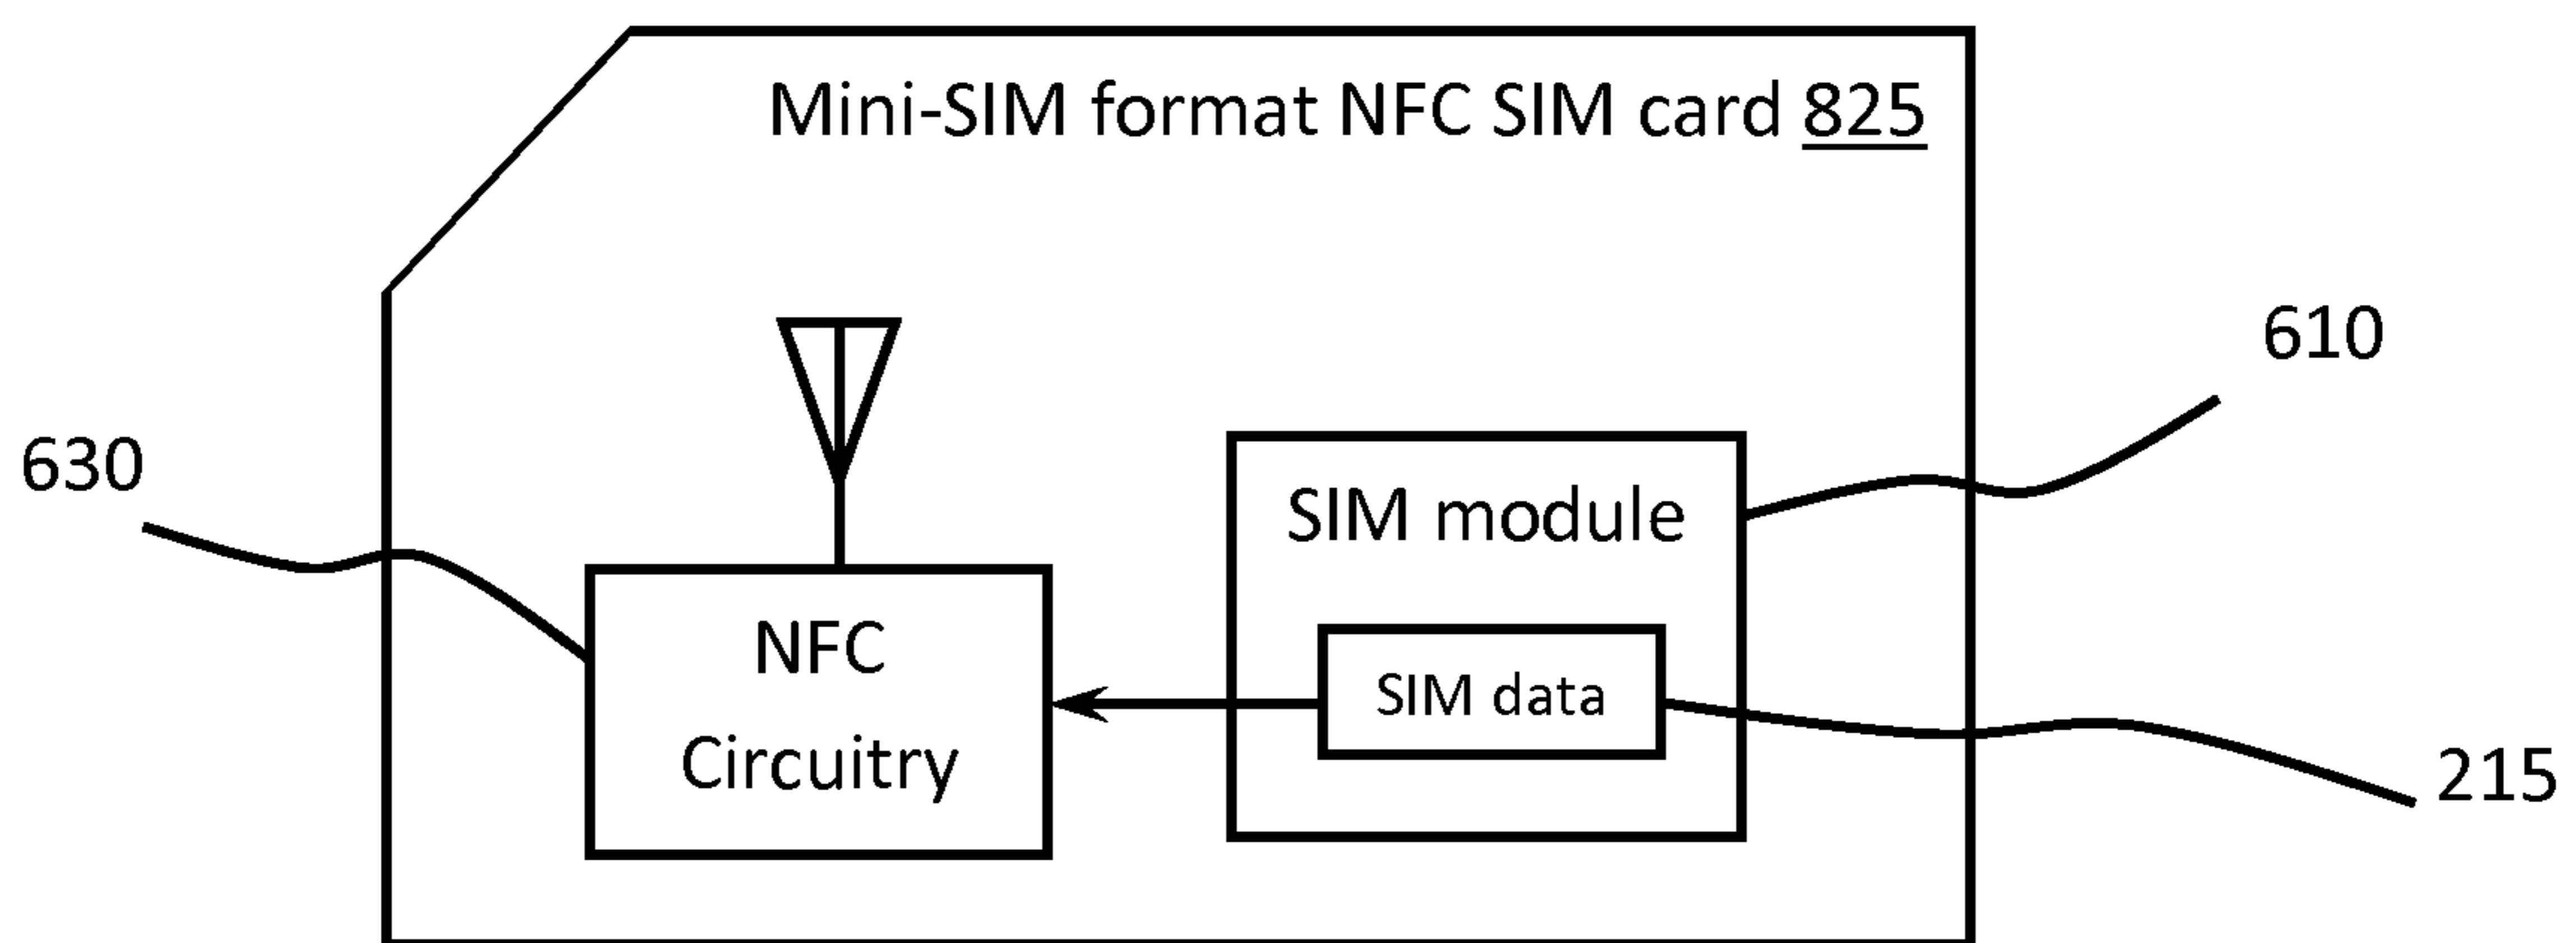 Mini-SIM format NFC SIM card 825
610
630
SIM module
NFC
Circuitry
SIM data
215